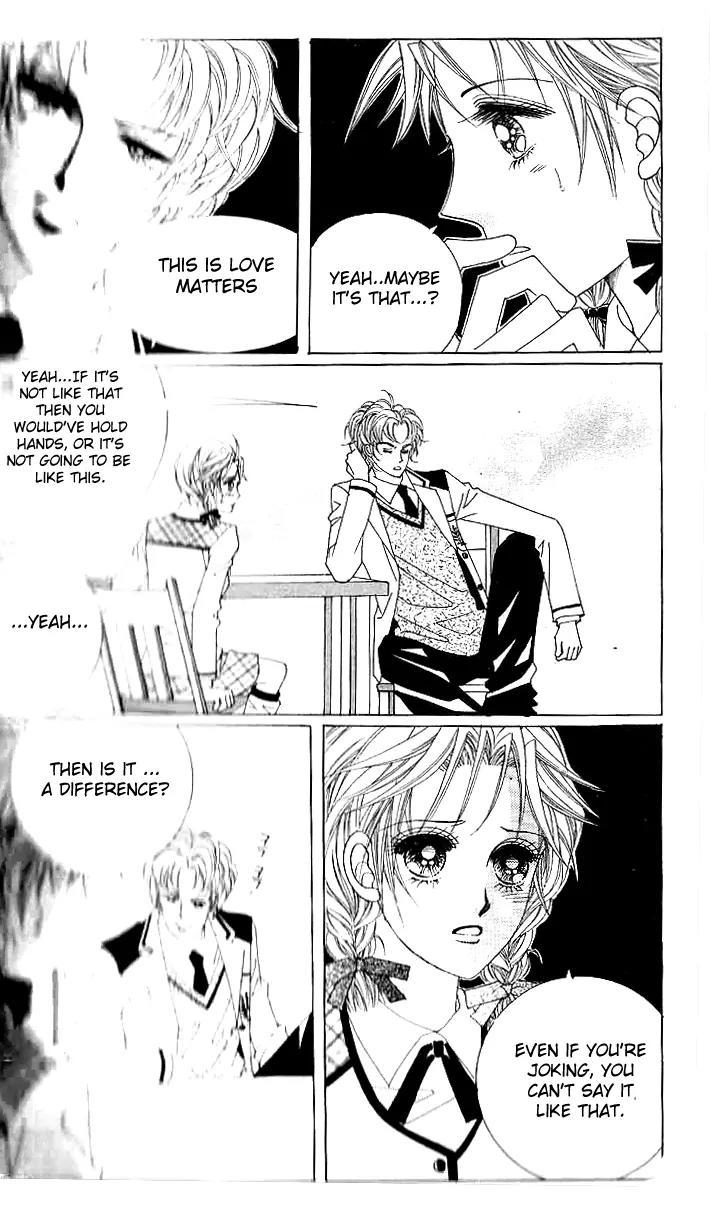 THIS IS LOVE
MATTERS
YEAH..MAYBE
IT'S THAT...?
YEAH...IF IT'S
NOT LIKE THAT
THEN YOU
WOULD'VE HOLD
HANDS, OR IT'S
NOT GOING TO BE
LIKE THIS.
...YEAH...
THEN IS IT ...
A DIFFERENCE?
EVEN IF YOU'RE
JOKING, YOU
CAN'T SAY IT
LIKE THAT.